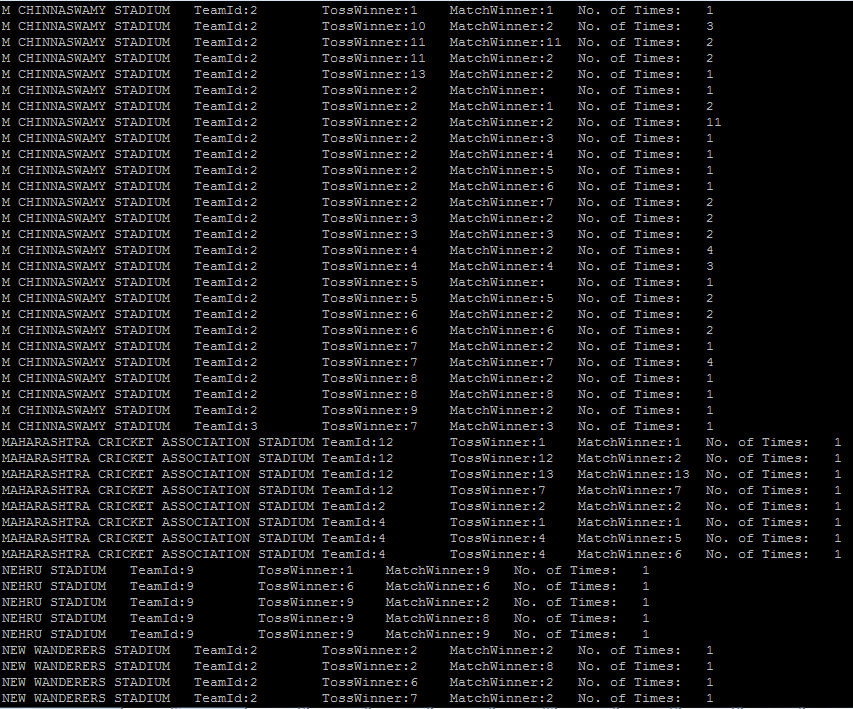 M CHINNASWAMY STADIUM TeamId:2 TossWinner:1 MatchWinner:1 No. of Times: 1
M CHINNASWAMY STADIUM TeamId:2 TossWinner:10 MatchWinner:2 No. of Times: 3
M CHINNASWAMY STADIUM TeamId:2 TossWinner:11 MatchWinner:11 No. of Times: 2
M CHINNASWAMY STADIUM TeamId:2 TossWinner:11 MatchWinner:2 No. of Times: 2
M CHINNASWAMY STADIUM TeamId:2 TossWinner:13 MatchWinner:2 No. of Times: 1
M CHINNASWAMY STADIUM TeamId:2 TossWinner:2 MatchWinner: No. of Times: 1
M CHINNASWAMY STADIUM TeamId:2 TossWinner:2 MatchWinner:1 No. of Times: 2
M CHINNASWAMY STADIUM TeamId:2 TossWinner:2 MatchWinner:2 No. of Times: 11
M CHINNASWAMY STADIUM TeamId:2 TossWinner:2 MatchWinner:3 No. of Times: 1
M CHINNASWAMY STADIUM TeamId:2 TossWinner:2 MatchWinner:4 No. of Times: 1
M CHINNASWAMY STADIUM TeamId:2 TossWinner:2 MatchWinner:5 No. of Times: 1
M CHINNASWAMY STADIUM TeamId:2 TossWinner:2 MatchWinner:6 No. of Times: 1
M CHINNASWAMY STADIUM TeamId:2 TossWinner:2 MatchWinner:7 No. of Times: 2
M CHINNASWAMY STADIUM TeamId:2 TossWinner:3 MatchWinner:2 No. of Times: 2
M CHINNASWAMY STADIUM TeamId:2 TossWinner:3 MatchWinner:3 No. of Times: 2
M CHINNASWAMY STADIUM TeamId:2 TossWinner:4 MatchWinner:2 No. of Times: 4
M CHINNASWAMY STADIUM TeamId:2 TossWinner:4 MatchWinner:4 No. of Times: 3
M CHINNASWAMY STADIUM TeamId:2 TossWinner:5 MatchWinner: No. of Times: 1
M CHINNASWAMY STADIUM TeamId:2 TossWinner:5 MatchWinner:5 No. of Times: 2
M CHINNASWAMY STADIUM TeamId:2 TossWinner:6 MatchWinner:2 No. of Times: 2
M CHINNASWAMY STADIUM TeamId:2 TossWinner:6 MatchWinner:6 No. of Times: 2
M CHINNASWAMY STADIUM TeamId:2 TossWinner:7 MatchWinner:2 No. of Times: 1
M CHINNASWAMY STADIUM TeamId:2 TossWinner:7 MatchWinner:7 No. of Times: 4
M CHINNASWAMY STADIUM TeamId:2 TossWinner:8 MatchWinner:2 No. of Times: 1
M CHINNASWAMY STADIUM TeamId:2 TossWinner:8 MatchWinner:8 No. of Times: 1
M CHINNASWAMY STADIUM TeamId:2 TossWinner:9 MatchWinner:2 No. of Times: 1
M CHINNASWAMY STADIUM TeamId:3 TossWinner:7 MatchWinner:3 No. of Times: 1
MAHARASHTRA CRICKET ASSOCIATION STADIUM TeamId:12 TossWinner:1 MatchWinner:1 No. of Times: 1
MAHARASHTRA CRICKET ASSOCIATION STADIUM TeamId:12 TossWinner:12 MatchWinner:2 No. of Times: 1
MAHARASHTRA CRICKET ASSOCIATION STADIUM TeamId:12 TossWinner:13 MatchWinner:13 No. of Times: 1
MAHARASHTRA CRICKET ASSOCIATION STADIUM TeamId:12 TossWinner:7 MatchWinner:7 No. of Times: 1
MAHARASHTRA CRICKET ASSOCIATION STADIUM TeamId:2 TossWinner:2 MatchWinner:2 No. of Times: 1
MAHARASHTRA CRICKET ASSOCIATION STADIUM TeamId:4 TossWinner:1 MatchWinner:1 No. of Times: 1
MAHARASHTRA CRICKET ASSOCIATION STADIUM TeamId:4 TossWinner:4 MatchWinner:5 No. of Times: 1
MAHARASHTRA CRICKET ASSOCIATION STADIUM TeamId:4 TossWinner:4 MatchWinner:6 No. of Times: 1
NEHRU STADIUM TeamId:9 TossWinner:1 MatchWinner:9 No. of Times: 1
NEHRU STADIUM TeamId:9 TossWinner:6 MatchWinner:6 No. of Times: 1
NEHRU STADIUM TeamId:9 TossWinner:9 MatchWinner:2 No. of Times: 1
NEHRU STADIUM TeamId:9 TossWinner:9 MatchWinner:8 No. of Times: 1
NEHRU STADIUM TeamId:9 TossWinner:9 MatchWinner:9 No. of Times: 1
NEW WANDERERS STADIUM TeamId:2 TossWinner:2 MatchWinner:2 No. of Times: 1
NEW WANDERERS STADIUM TeamId:2 TossWinner:2 MatchWinner:8 No. of Times: 1
NEW WANDERERS STADIUM TeamId:2 TossWinner:6 MatchWinner:2 No. of Times: 1
NEW WANDERERS STADIUM TeamId:2 TossWinner:7 MatchWinner:2 No. of Times: 1